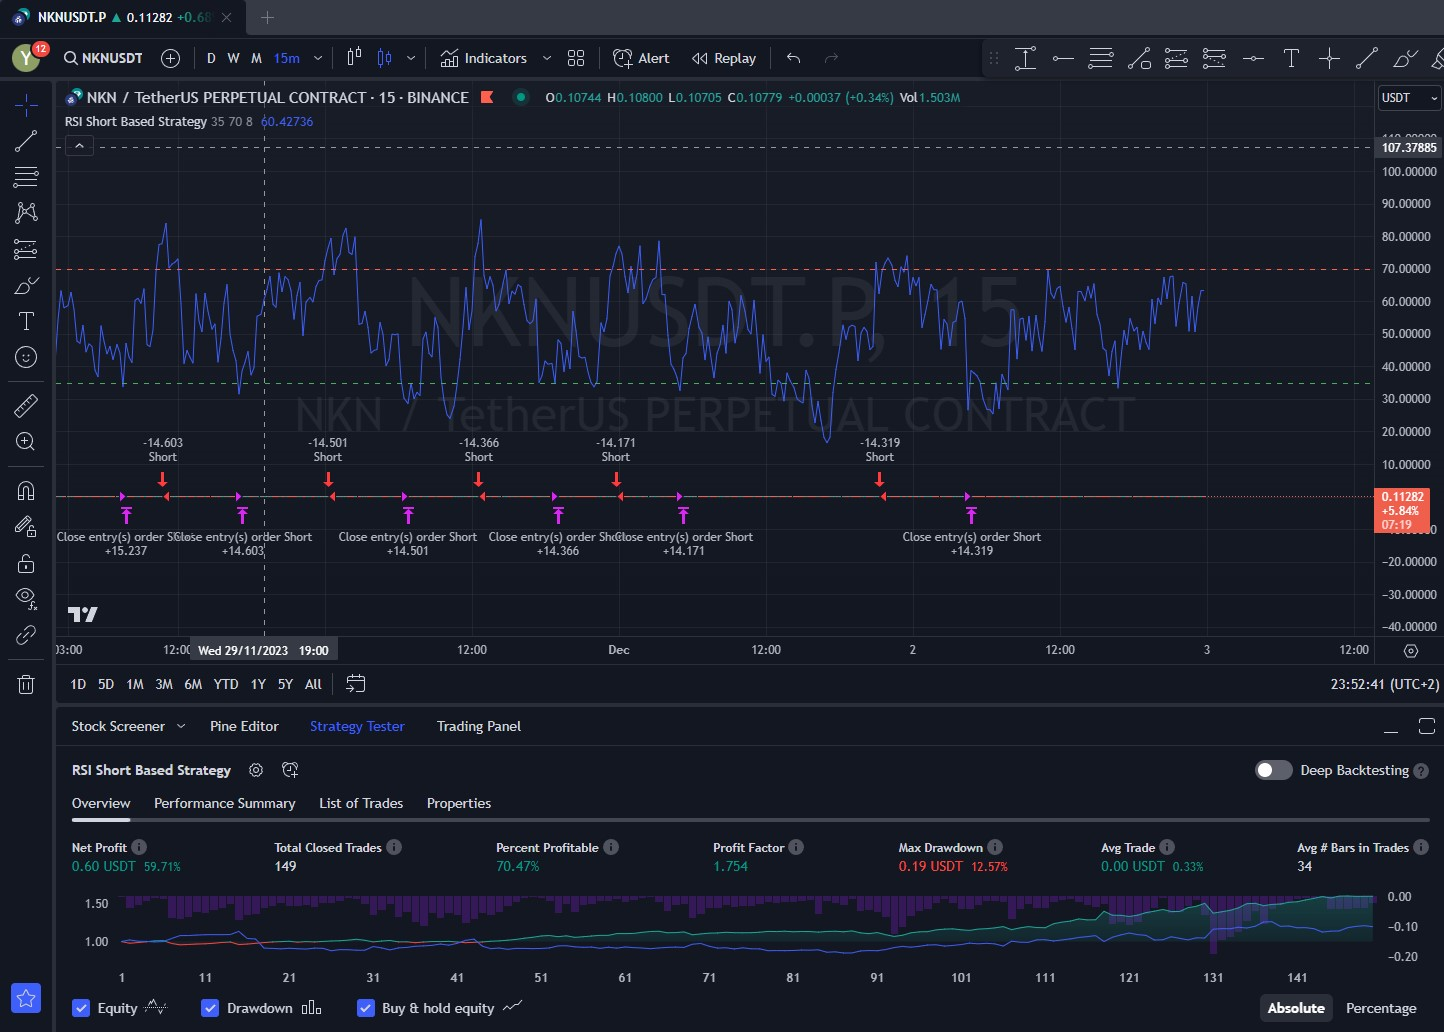 NKNUSDT.P ▲ 0.11282 +0.68
Y 12 NKNUSDT D W M 15m Indicators Alert Replay
NKN / TetherUS PERPETUAL CONTRACT · 15 · BINANCE O0.10744 H0.10800 L0.10705 C0.10779 +0.00037 (+0.34%) Vol1.503M USDT
RSI Short Based Strategy 35 70 8 60.42736
107.37885
100.00000
90.00000
80.00000
70.00000
60.00000
50.00000
40.00000
30.00000
20.00000
10.00000
NKNUSDT.P, 15
NKN / TetherUS PERPETUAL CONTRACT
-14.603 -14.501 -14.366 -14.171 -14.319
Short Short Short Short Short
0.11282
+5.84%
07:19
Close entry(s) order Close entry(s) order Short Close entry(s) order Short Close entry(s) order Close entry(s) order Short Close entry(s) order Short
+15.237 +14.603 +14.501 +14.366 +14.171 +14.319
−20.00000
−30.00000
−40.00000
03:00 12:00 Wed 29/11/2023 19:00 12:00 Dec 12:00 2 12:00 3 12:00
1D 5D 1M 3M 6M YTD 1Y 5Y All 23:52:41 (UTC+2)
Stock Screener Pine Editor Strategy Tester Trading Panel
RSI Short Based Strategy Deep Backtesting
Overview Performance Summary List of Trades Properties
Net Profit Total Closed Trades Percent Profitable Profit Factor Max Drawdown Avg Trade Avg # Bars in Trades
0.60 USDT 59.71% 149 70.47% 1.754 0.19 USDT 12.57% 0.00 USDT 0.33% 34
1.50 0.00
1.00 −0.10
−0.20
1 11 21 31 41 51 61 71 81 91 101 111 121 131 141
Equity Drawdown Buy & hold equity Absolute Percentage